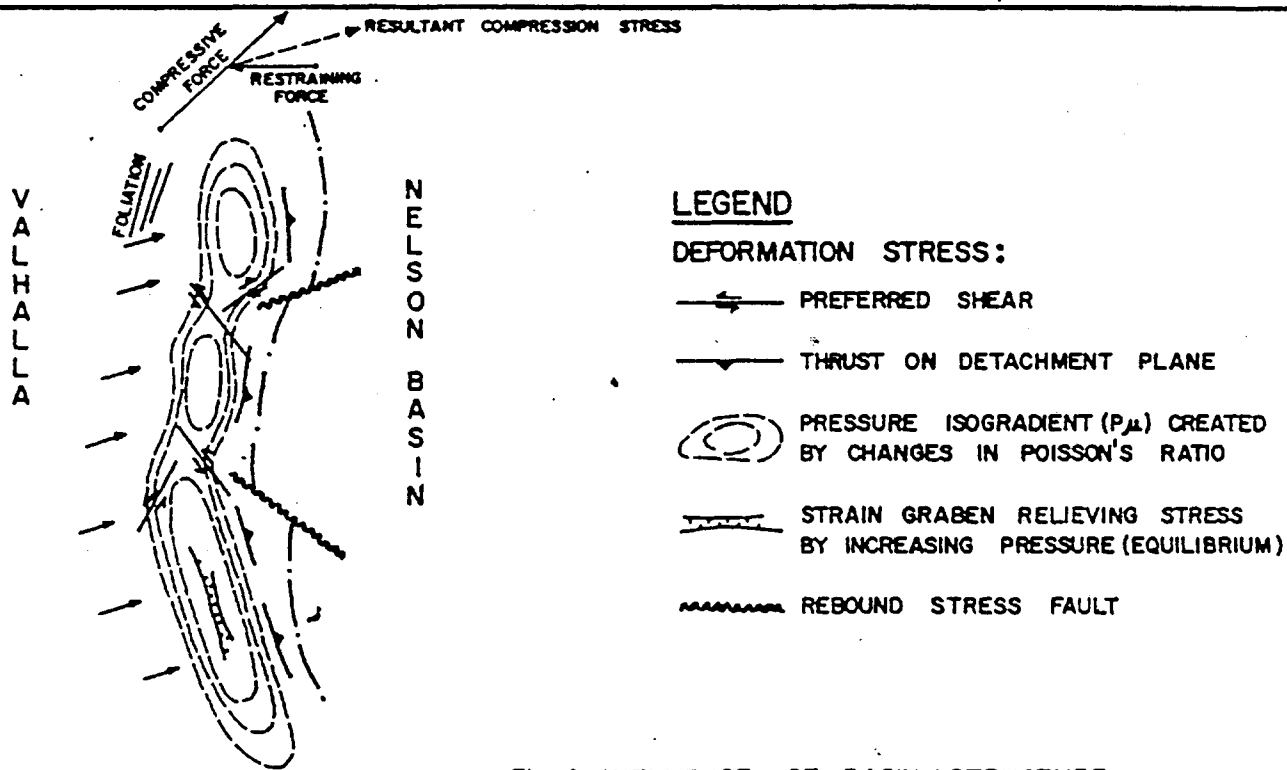 RESULTANT COMPRESSION STRESS
COMPRESSIVE
FORCE
RESTRAINING
FORCE
FOLIATION
VALHALLA
NELSON BASIN
LEGEND
DEFORMATION STRESS:
PREFERRED SHEAR
THRUST ON DETACHMENT PLANE
PRESSURE ISOGRADIENT (Pμ) CREATED
BY CHANGES IN POISSON'S RATIO
STRAIN GRABEN RELIEVING STRESS
BY INCREASING PRESSURE (EQUILIBRIUM)
REBOUND STRESS FAULT